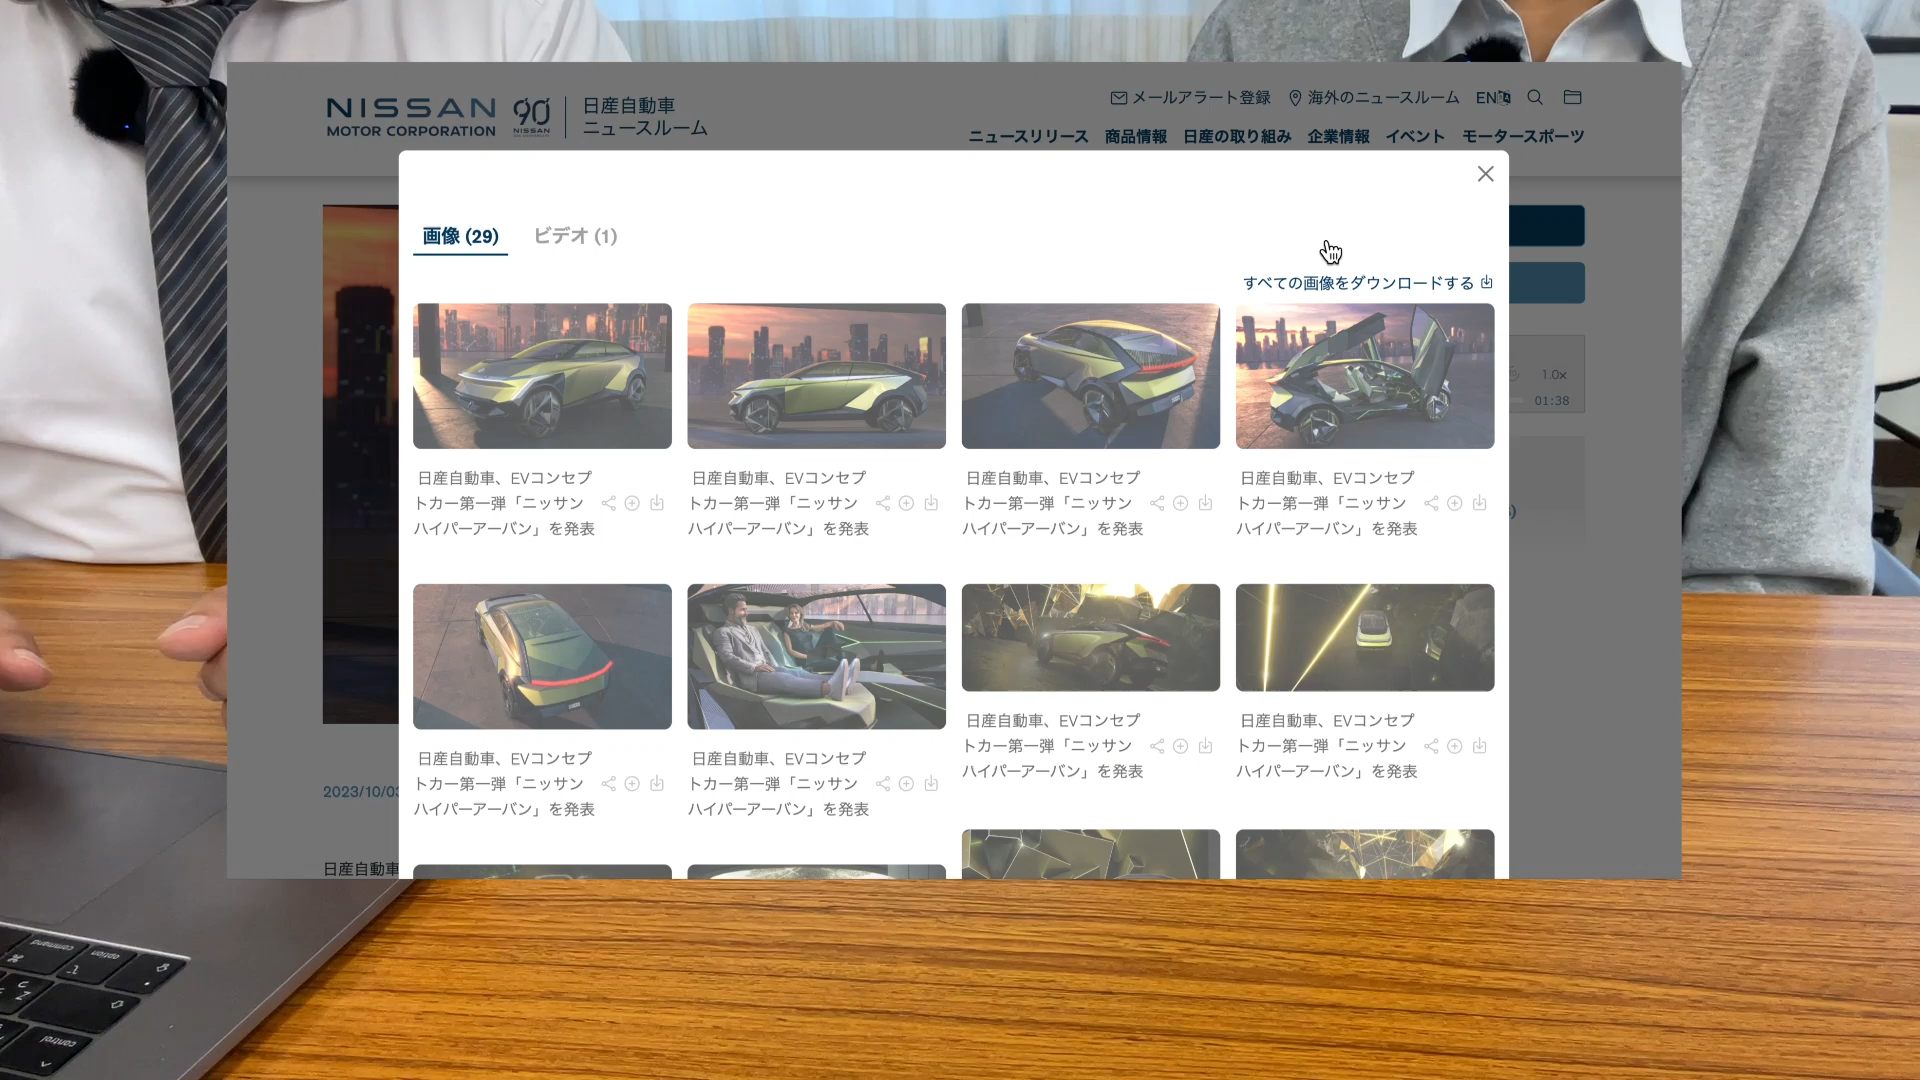 NISSAN
MOTOR CORPORATION
90
NISSAN
日産自動車
ニュースルーム
メールアラート登録
海外のニュースルーム
EN
ニュースリリース 商品情報 日産の取り組み 企業情報 イベント モータースポーツ
画像 (29)
ビデオ (1)
すべての画像をダウンロードする
1.0x
01:38
日産自動車、EVコンセプ
トカー第一弾「ニッサン
ハイパーアーバン」を発表
日産自動車、EVコンセプ
トカー第一弾「ニッサン
ハイパーアーバン」を発表
日産自動車、EVコンセプ
トカー第一弾「ニッサン
ハイパーアーバン」を発表
日産自動車、EVコンセプ
トカー第一弾「ニッサン
ハイパーアーバン」を発表
日産自動車、EVコンセプ
トカー第一弾「ニッサン
ハイパーアーバン」を発表
日産自動車、EVコンセプ
トカー第一弾「ニッサン
ハイパーアーバン」を発表
日産自動車、EVコンセプ
トカー第一弾「ニッサン
ハイパーアーバン」を発表
日産自動車、EVコンセプ
トカー第一弾「ニッサン
ハイパーアーバン」を発表
2023/10/03
日産自動車
command
option
control